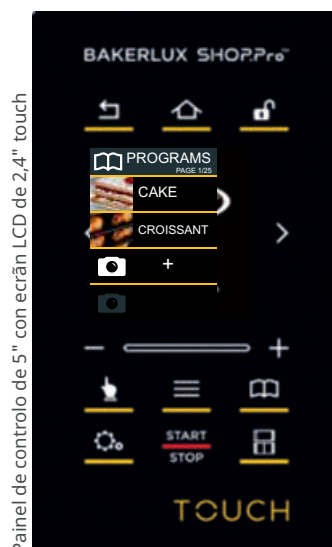 BAKERLUX SHOP.Pro™
PROGRAMS
PAGE 1/25
CAKE
CROISSANT
+
− +
START
STOP
TOUCH
Painel de controlo de 5" con ecrãn LCD de 2,4" touch